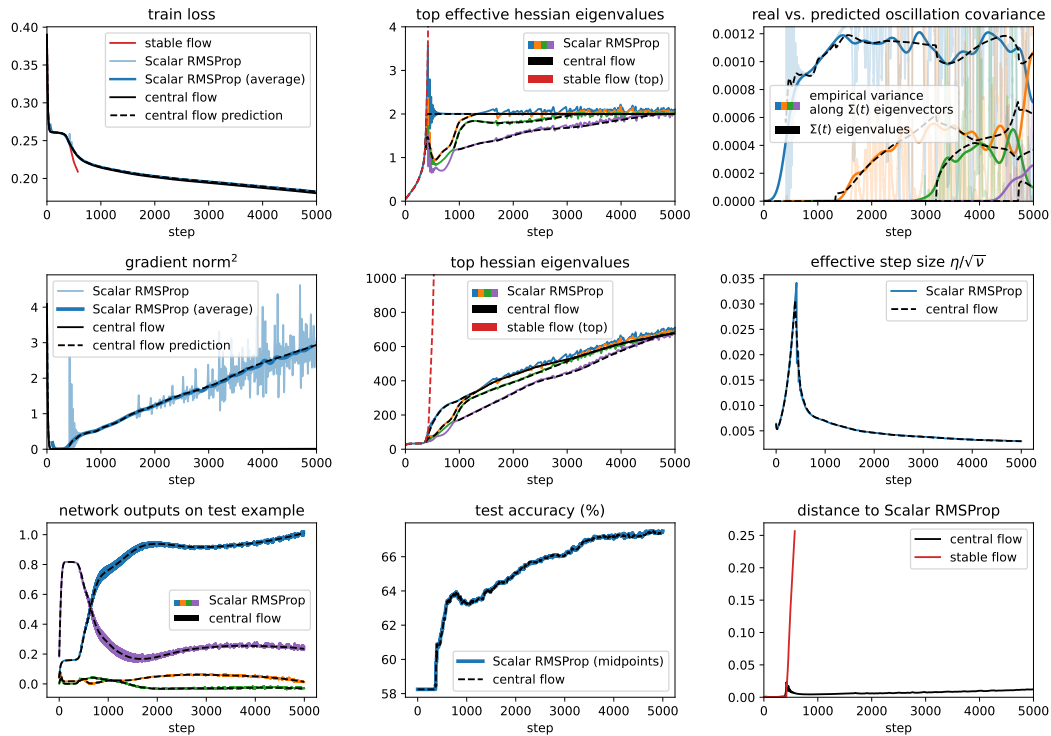 train loss
0.40
0.35
0.30
0.25
0.20
stable flow
Scalar RMSProp
Scalar RMSProp (average)
central flow
central flow prediction
0 1000 2000 3000 4000 5000
step
top effective hessian eigenvalues
4
3
2
1
0
Scalar RMSProp
central flow
stable flow (top)
0 1000 2000 3000 4000 5000
step
real vs. predicted oscillation covariance
0.0012
0.0010
0.0008
0.0006
0.0004
0.0002
0.0000
empirical variance
along Σ(t) eigenvectors
Σ(t) eigenvalues
0 1000 2000 3000 4000 5000
step
gradient norm²
4
3
2
1
0
Scalar RMSProp
Scalar RMSProp (average)
central flow
central flow prediction
0 1000 2000 3000 4000 5000
step
top hessian eigenvalues
1000
800
600
400
200
0
Scalar RMSProp
central flow
stable flow (top)
0 1000 2000 3000 4000 5000
step
effective step size η/√ν
0.035
0.030
0.025
0.020
0.015
0.010
0.005
Scalar RMSProp
central flow
0 1000 2000 3000 4000 5000
step
network outputs on test example
1.0
0.8
0.6
0.4
0.2
0.0
Scalar RMSProp
central flow
0 1000 2000 3000 4000 5000
step
test accuracy (%)
66
64
62
60
58
Scalar RMSProp (midpoints)
central flow
0 1000 2000 3000 4000 5000
step
distance to Scalar RMSProp
0.25
0.20
0.15
0.10
0.05
0.00
central flow
stable flow
0 1000 2000 3000 4000 5000
step